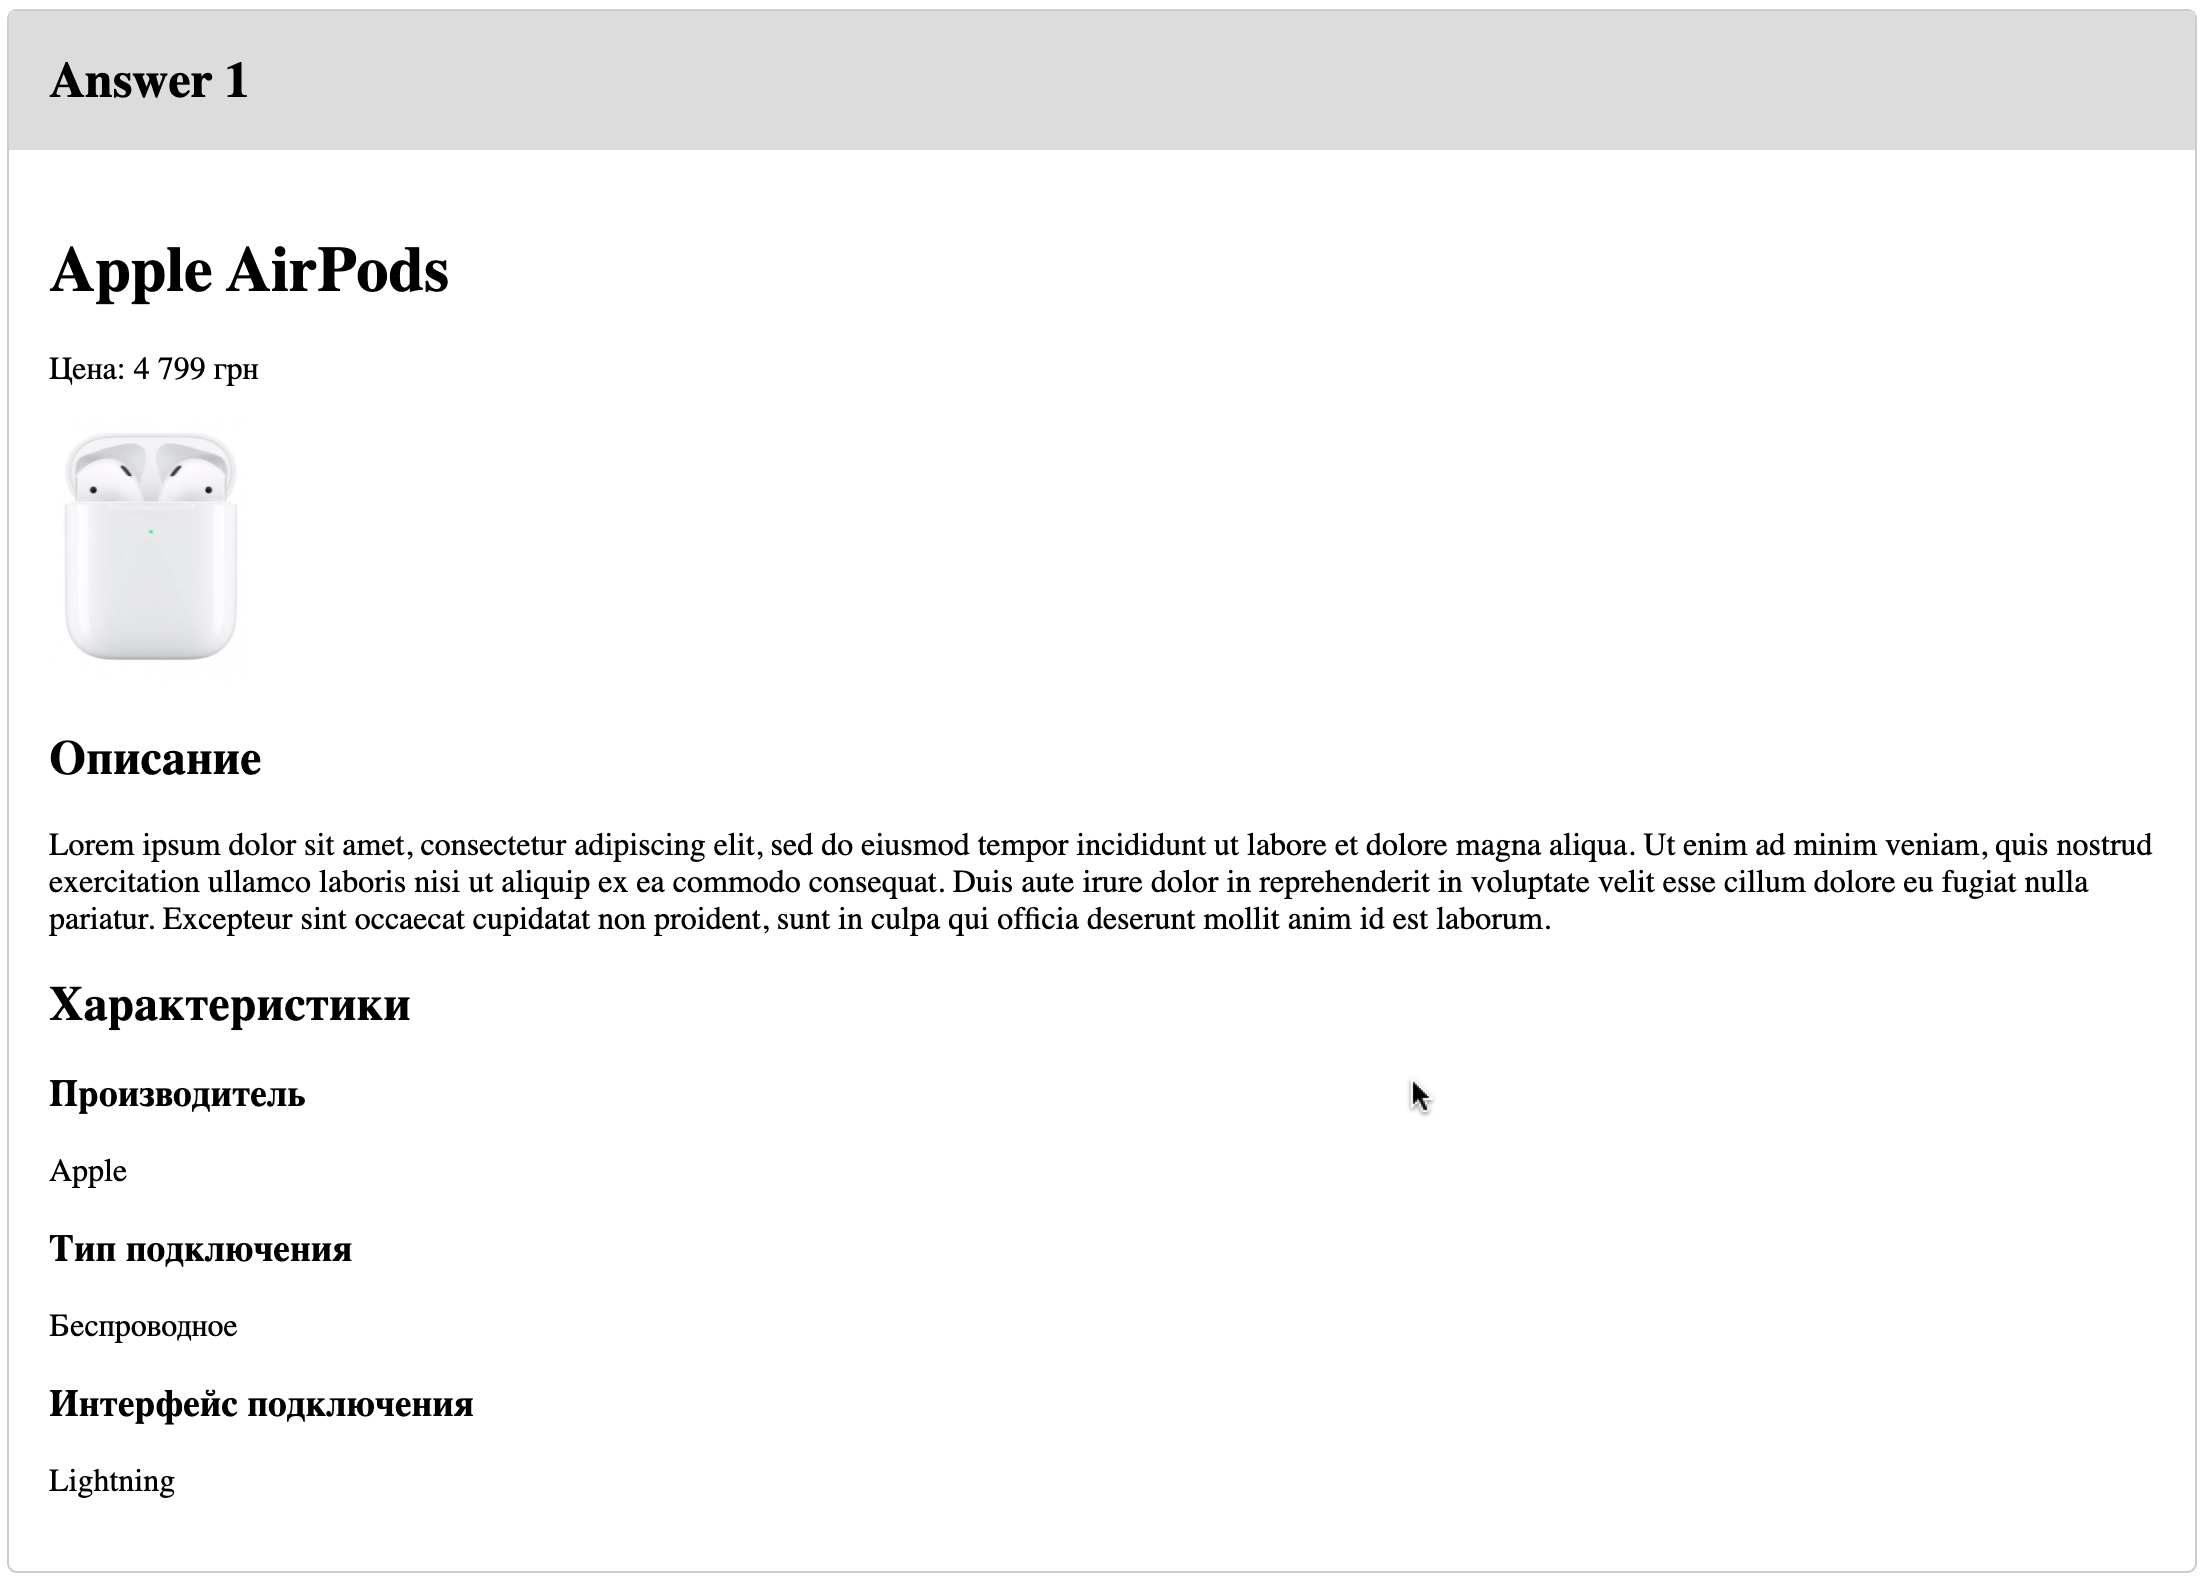 Answer 1
Apple AirPods
Цена: 4 799 грн
Описание
Lorem ipsum dolor sit amet, consectetur adipiscing elit, sed do eiusmod tempor incididunt ut labore et dolore magna aliqua. Ut enim ad minim veniam, quis nostrud
exercitation ullamco laboris nisi ut aliquip ex ea commodo consequat. Duis aute irure dolor in reprehenderit in voluptate velit esse cillum dolore eu fugiat nulla
pariatur. Excepteur sint occaecat cupidatat non proident, sunt in culpa qui officia deserunt mollit anim id est laborum.
Характеристики
Производитель
Apple
Тип подключения
Беспроводное
Интерфейс подключения
Lightning